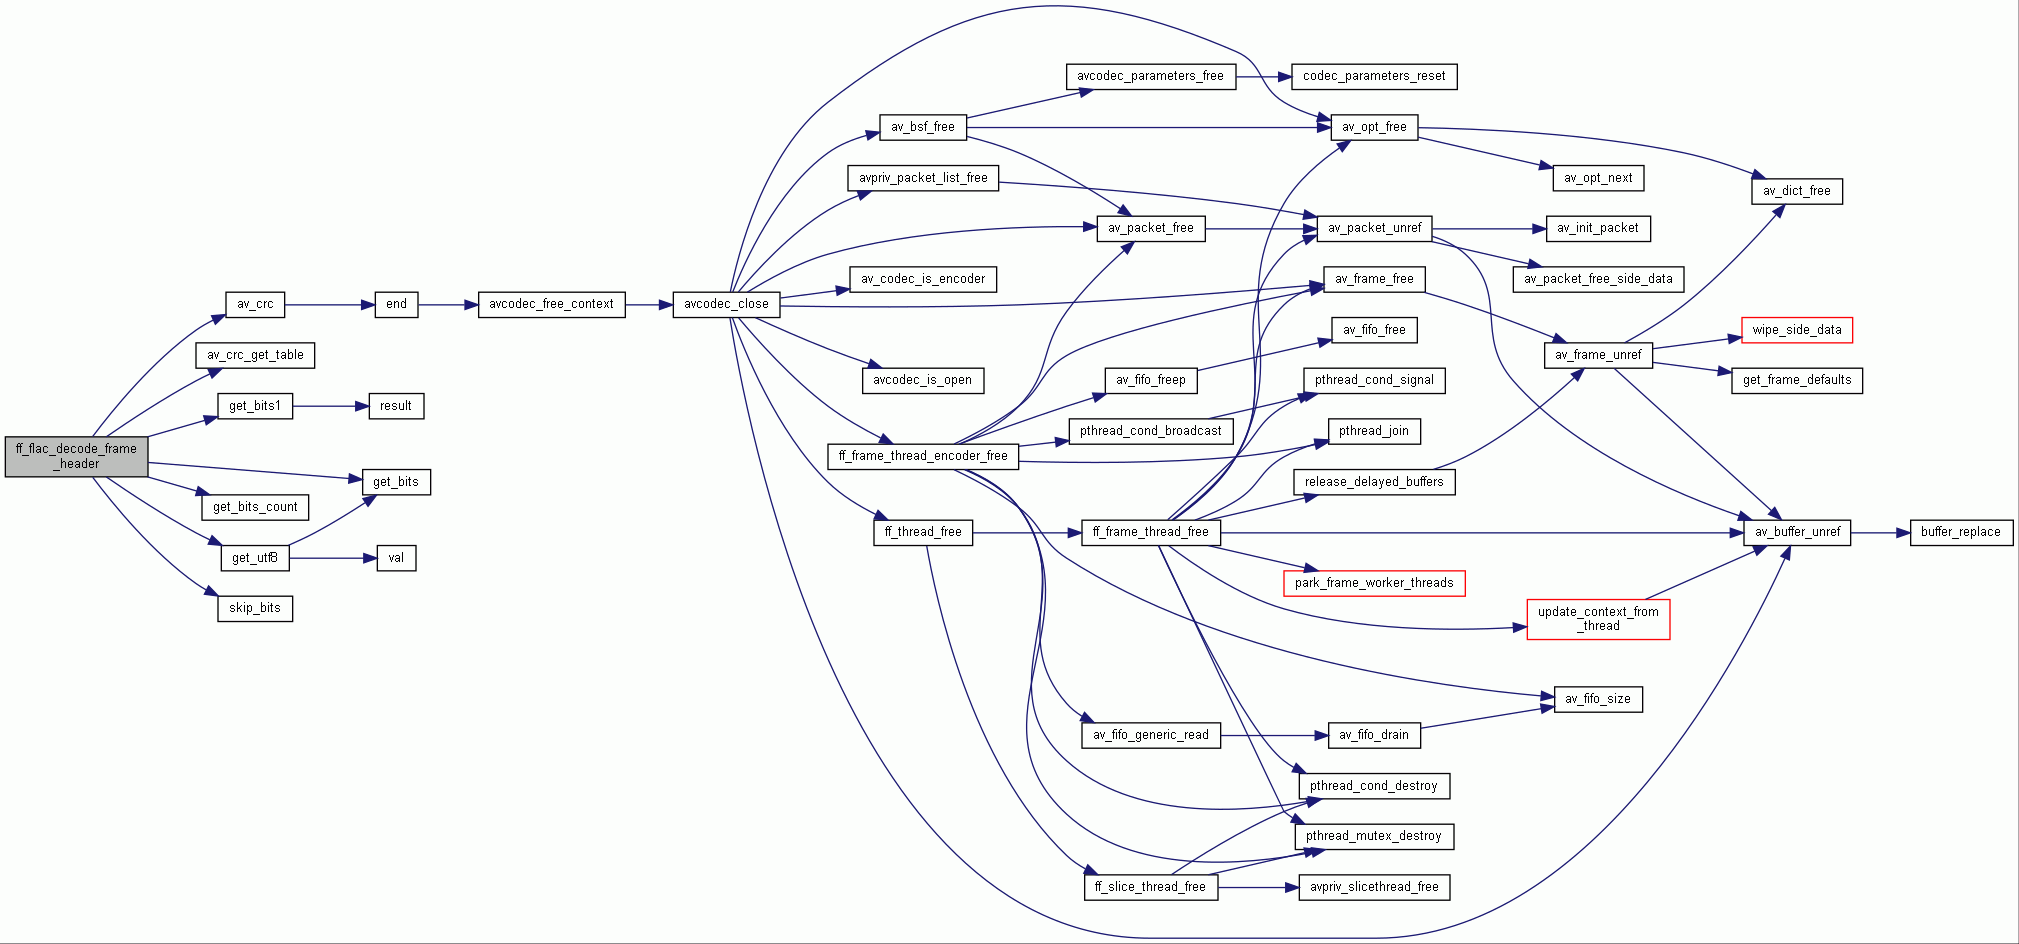 avcodec_parameters_free
codec_parameters_reset
av_bsf_free
av_opt_free
avpriv_packet_list_free
av_opt_next
av_dict_free
av_packet_free
av_packet_unref
av_init_packet
av_codec_is_encoder
av_frame_free
av_packet_free_side_data
av_crc
end
avcodec_free_context
avcodec_close
av_fifo_free
wipe_side_data
av_crc_get_table
av_frame_unref
avcodec_is_open
av_fifo_freep
pthread_cond_signal
get_frame_defaults
get_bits1
result
pthread_cond_broadcast
pthread_join
ff_flac_decode_frame
_header
ff_frame_thread_encoder_free
get_bits
release_delayed_buffers
get_bits_count
ff_thread_free
ff_frame_thread_free
av_buffer_unref
buffer_replace
get_utf8
val
park_frame_worker_threads
skip_bits
update_context_from
_thread
av_fifo_size
av_fifo_generic_read
av_fifo_drain
pthread_cond_destroy
pthread_mutex_destroy
ff_slice_thread_free
avpriv_slicethread_free